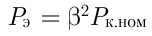 Pэ = β²Pк.ном